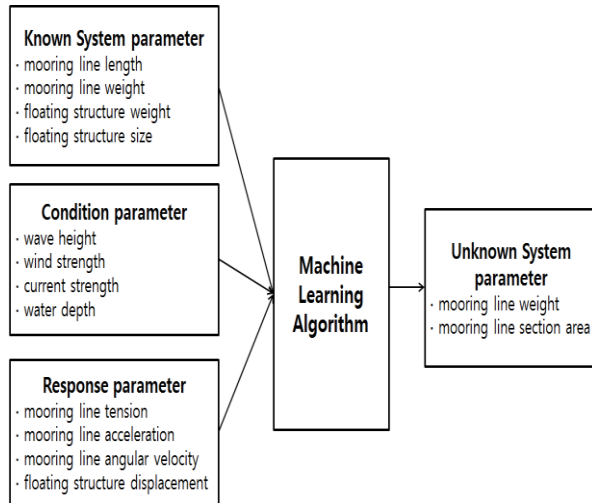 Known System parameter
· mooring line length
· mooring line weight
· floating structure weight
· floating structure size
Condition parameter
· wave height
· wind strength
· current strength
· water depth
Response parameter
· mooring line tension
· mooring line acceleration
· mooring line angular velocity
· floating structure displacement
Machine
Learning
Algorithm
Unknown System
parameter
· mooring line weight
· mooring line section area